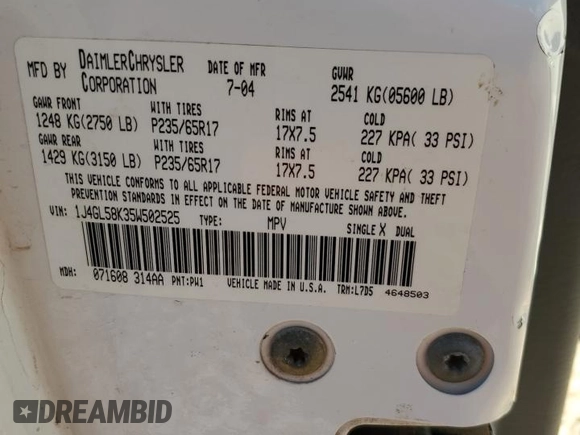 MFD BY DAIMLERCHRYSLER CORPORATION DATE OF MFR 7-04 GVWR 2541 KG(05600 LB)
GAWR FRONT WITH TIRES RIMS AT COLD
1248 KG(2750 LB) P235/65R17 17X7.5 227 KPA( 33 PSI)
GAWR REAR WITH TIRES RIMS AT COLD
1429 KG(3150 LB) P235/65R17 17X7.5 227 KPA( 33 PSI)
THIS VEHICLE CONFORMS TO ALL APPLICABLE FEDERAL MOTOR VEHICLE SAFETY AND THEFT
PREVENTION STANDARDS IN EFFECT ON THE DATE OF MANUFACTURE SHOWN ABOVE.
VIN: 1J4GL58K35W502525 TYPE: MPV SINGLE X DUAL
MDH: 071608 314AA PNT:PW1 VEHICLE MADE IN U.S.A. TRM:L7D5 4648503
DREAMBID